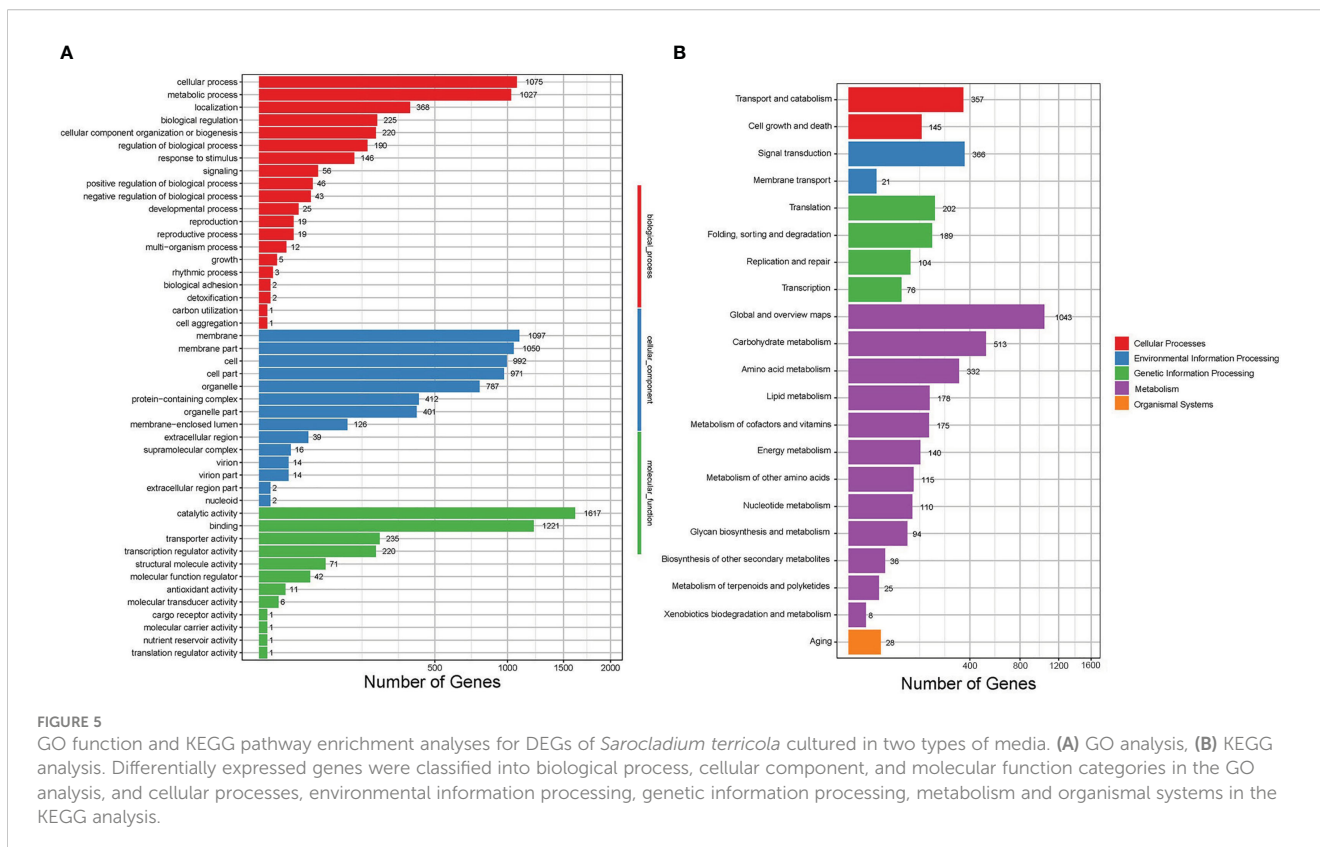 A
cellular process 1075
metabolic process 1027
localization 368
biological regulation 225
cellular component organization or biogenesis 220
regulation of biological process 190
response to stimulus 146
signaling 56
positive regulation of biological process 46
negative regulation of biological process 43
developmental process 25
reproduction 19
reproductive process 19
multi-organism process 12
growth 5
rhythmic process 3
biological adhesion 2
detoxification 2
carbon utilization 1
cell aggregation 1
membrane 1097
membrane part 1050
cell 992
cell part 971
organelle 787
protein-containing complex 412
organelle part 401
membrane-enclosed lumen 126
extracellular region 39
supramolecular complex 16
virion 14
virion part 14
extracellular region part 2
nucleoid 2
catalytic activity 1617
binding 1221
transporter activity 235
transcription regulator activity 220
structural molecule activity 71
molecular function regulator 42
antioxidant activity 11
molecular transducer activity 6
cargo receptor activity 1
molecular carrier activity 1
nutrient reservoir activity 1
translation regulator activity 1
biological_process
cellular_component
molecular_function
500 1000 1500 2000
Number of Genes
B
Transport and catabolism 357
Cell growth and death 145
Signal transduction 366
Membrane transport 21
Translation 202
Folding, sorting and degradation 189
Replication and repair 104
Transcription 76
Global and overview maps 1043
Carbohydrate metabolism 513
Amino acid metabolism 332
Lipid metabolism 178
Metabolism of cofactors and vitamins 175
Energy metabolism 140
Metabolism of other amino acids 115
Nucleotide metabolism 110
Glycan biosynthesis and metabolism 94
Biosynthesis of other secondary metabolites 36
Metabolism of terpenoids and polyketides 25
Xenobiotics biodegradation and metabolism 8
Aging 28
400 800 1200 1600
Number of Genes
Cellular Processes
Environmental Information Processing
Genetic Information Processing
Metabolism
Organismal Systems
FIGURE 5
GO function and KEGG pathway enrichment analyses for DEGs of Sarocladium terricola cultured in two types of media. (A) GO analysis, (B) KEGG
analysis. Differentially expressed genes were classified into biological process, cellular component, and molecular function categories in the GO
analysis, and cellular processes, environmental information processing, genetic information processing, metabolism and organismal systems in the
KEGG analysis.